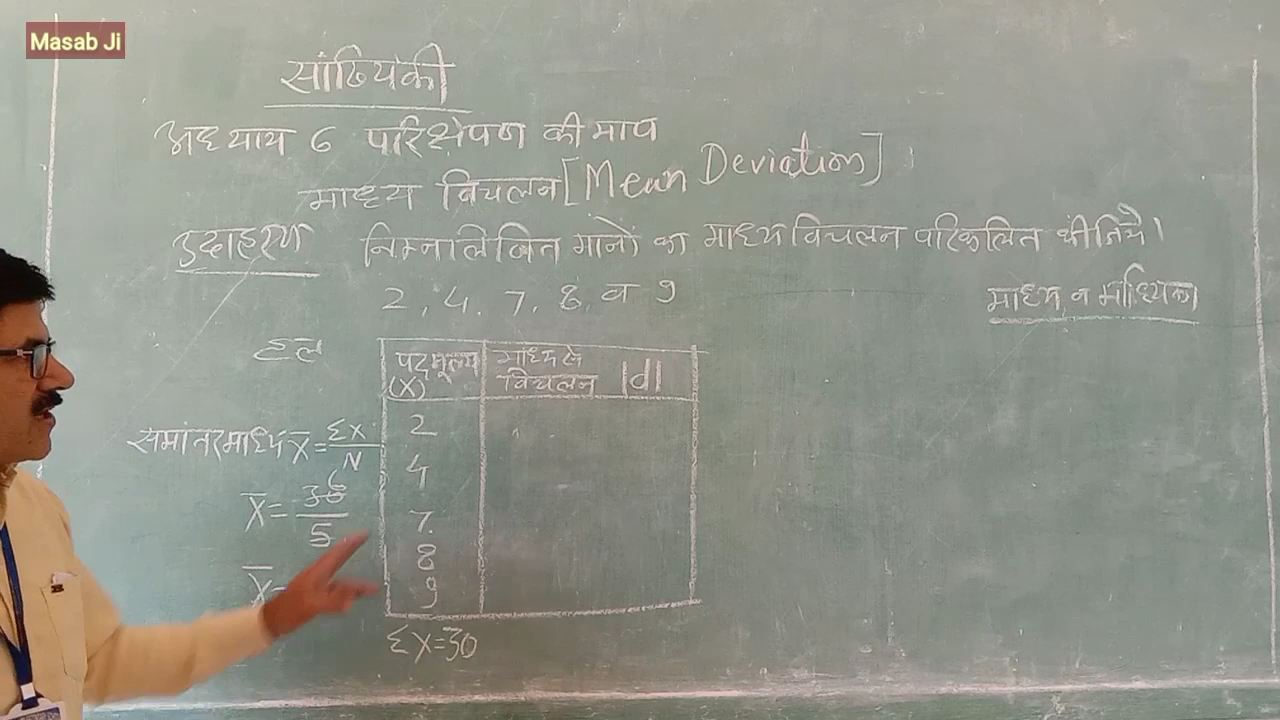 Masab Ji
सांख्यिकी
अध्याय 6 परिक्षेपण की माप
माध्य विचलन [Mean Deviation]
उदाहरण निम्नलिखित मानों का माध्य विचलन परिकलित कीजिये।
2, 4, 7, 8, व 9
माध्य व माध्यिका
हल
पद मूल्य (X) माध्य से विचलन |d|
2
समांतर माध्य X̄ = ΣX/N
4
X̄ = 30/5 6
7
8
X̄ =
9
ΣX=30